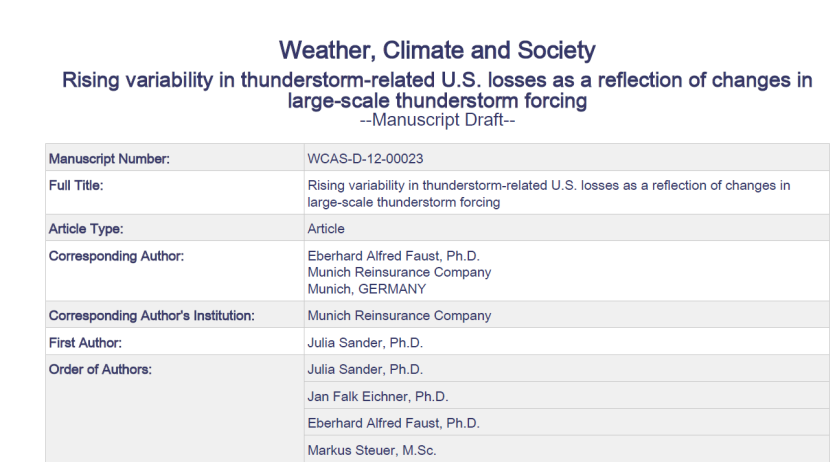 Weather, Climate and Society
Rising variability in thunderstorm-related U.S. losses as a reflection of changes in
large-scale thunderstorm forcing
--Manuscript Draft--
Manuscript Number: WCAS-D-12-00023
Full Title: Rising variability in thunderstorm-related U.S. losses as a reflection of changes in
large-scale thunderstorm forcing
Article Type: Article
Corresponding Author: Eberhard Alfred Faust, Ph.D.
Munich Reinsurance Company
Munich, GERMANY
Corresponding Author's Institution: Munich Reinsurance Company
First Author: Julia Sander, Ph.D.
Order of Authors: Julia Sander, Ph.D.
Jan Falk Eichner, Ph.D.
Eberhard Alfred Faust, Ph.D.
Markus Steuer, M.Sc.